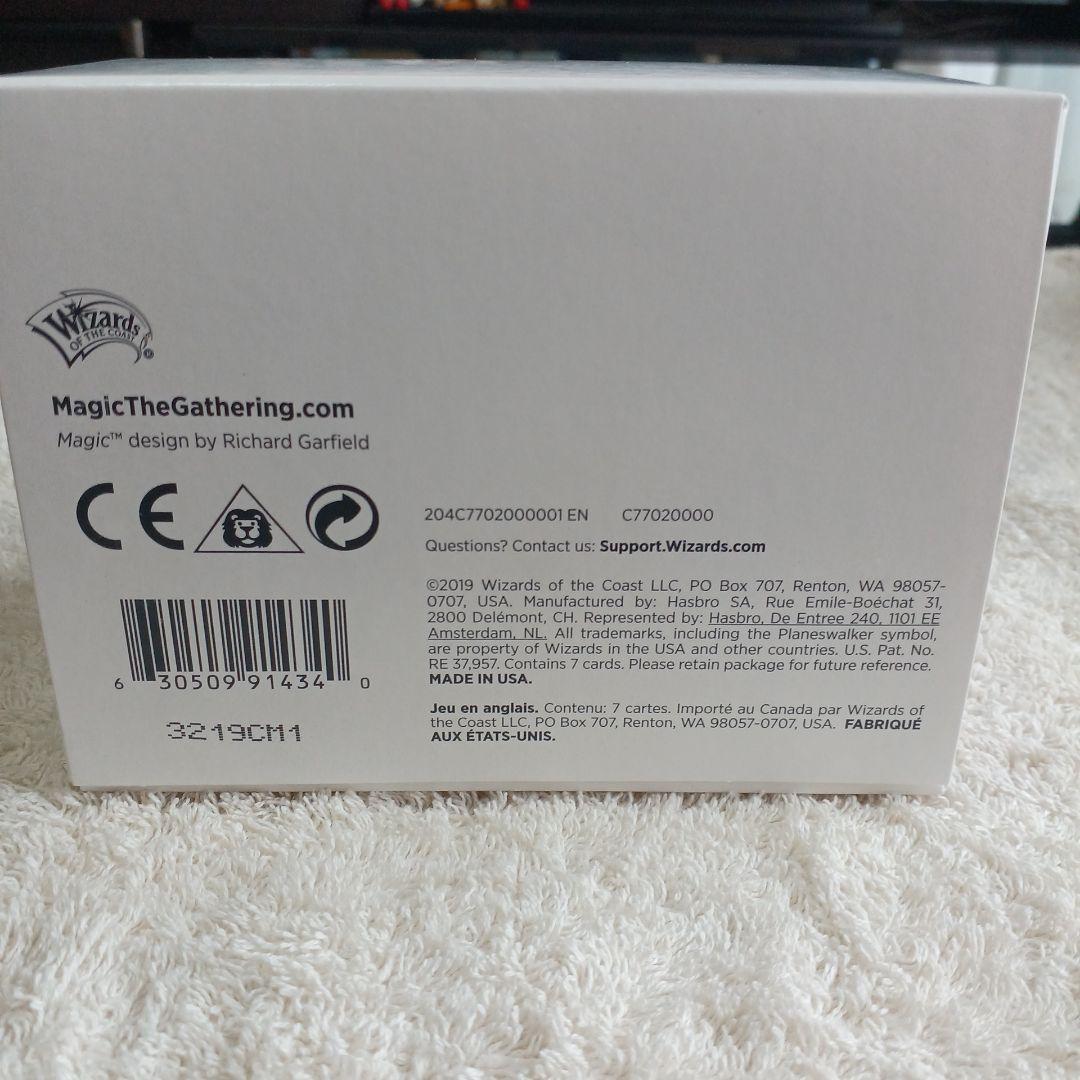 Wizards
OF THE COAST
®
MagicTheGathering.com
Magic™ design by Richard Garfield
CE
204C7702000001 EN C77020000
Questions? Contact us: Support.Wizards.com
©2019 Wizards of the Coast LLC, PO Box 707, Renton, WA 98057-
0707, USA. Manufactured by: Hasbro SA, Rue Emile-Boéchat 31,
2800 Delémont, CH. Represented by: Hasbro, De Entree 240, 1101 EE
Amsterdam, NL. All trademarks, including the Planeswalker symbol,
are property of Wizards in the USA and other countries. U.S. Pat. No.
RE 37,957. Contains 7 cards. Please retain package for future reference.
MADE IN USA.
6 30509 91434 0
Jeu en anglais. Contenu: 7 cartes. Importé au Canada par Wizards of
the Coast LLC, PO Box 707, Renton, WA 98057-0707, USA. FABRIQUÉ
AUX ÉTATS-UNIS.
3219CM1